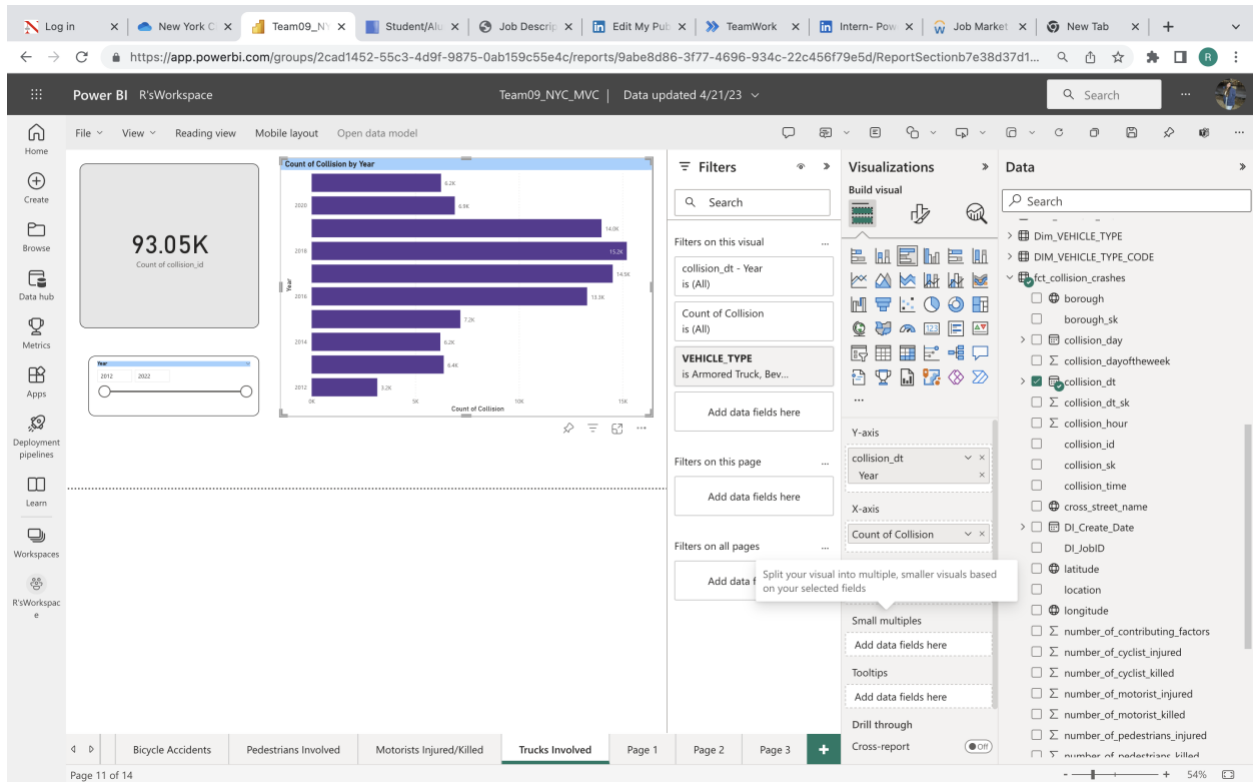 Log in
New York C
Team09_NY
Student/Alu
Job Descrip
Edit My Pub
TeamWork
Intern- Pow
Job Market
New Tab
https://app.powerbi.com/groups/2cad1452-55c3-4d9f-9875-0ab159c55e4c/reports/9abe8d86-3f77-4696-934c-22c456f79e5d/ReportSectionb7e38d37d1...
R
Power BI R'sWorkspace
Team09_NYC_MVC | Data updated 4/21/23
Search
Home
Create
Browse
Data hub
Metrics
Apps
Deployment
pipelines
Learn
Workspaces
R'sWorkspac
e
File View Reading view Mobile layout Open data model
93.05K
Count of collision_id
Year
2012 2022
Count of Collision by Year
6.2K
2020 6.9K
14.0K
2018 15.2K
14.5K
2016 13.3K
7.2K
2014 6.2K
6.4K
2012 3.2K
0K 5K 10K 15K
Year
Count of Collision
Filters
Search
Filters on this visual
collision_dt - Year
is (All)
Count of Collision
is (All)
VEHICLE_TYPE
is Armored Truck, Bev...
Add data fields here
Filters on this page
Add data fields here
Filters on all pages
Add data f
Visualizations
Build visual
123
Y-axis
collision_dt
Year
X-axis
Count of Collision
Split your visual into multiple, smaller visuals based
on your selected fields
Small multiples
Add data fields here
Tooltips
Add data fields here
Drill through
Cross-report Off
Data
Search
Dim_VEHICLE_TYPE
DIM_VEHICLE_TYPE_CODE
fct_collision_crashes
borough
borough_sk
collision_day
collision_dayoftheweek
collision_dt
collision_dt_sk
collision_hour
collision_id
collision_sk
collision_time
cross_street_name
DI_Create_Date
DI_JobID
latitude
location
longitude
number_of_contributing_factors
number_of_cyclist_injured
number_of_cyclist_killed
number_of_motorist_injured
number_of_motorist_killed
number_of_pedestrians_injured
number_of_pedestrians_killed
Bicycle Accidents
Pedestrians Involved
Motorists Injured/Killed
Trucks Involved
Page 1
Page 2
Page 3
Page 11 of 14
54%